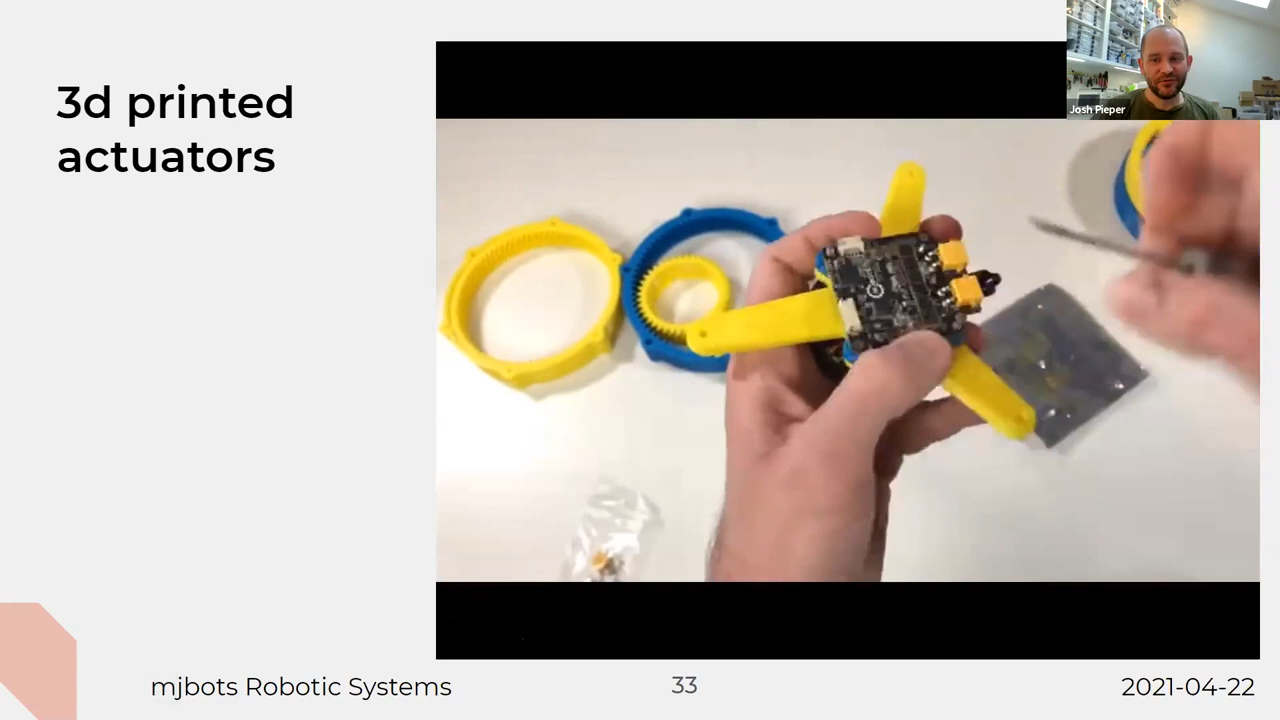 3d printed
actuators
Josh Pieper
mjbots Robotic Systems
33
2021-04-22